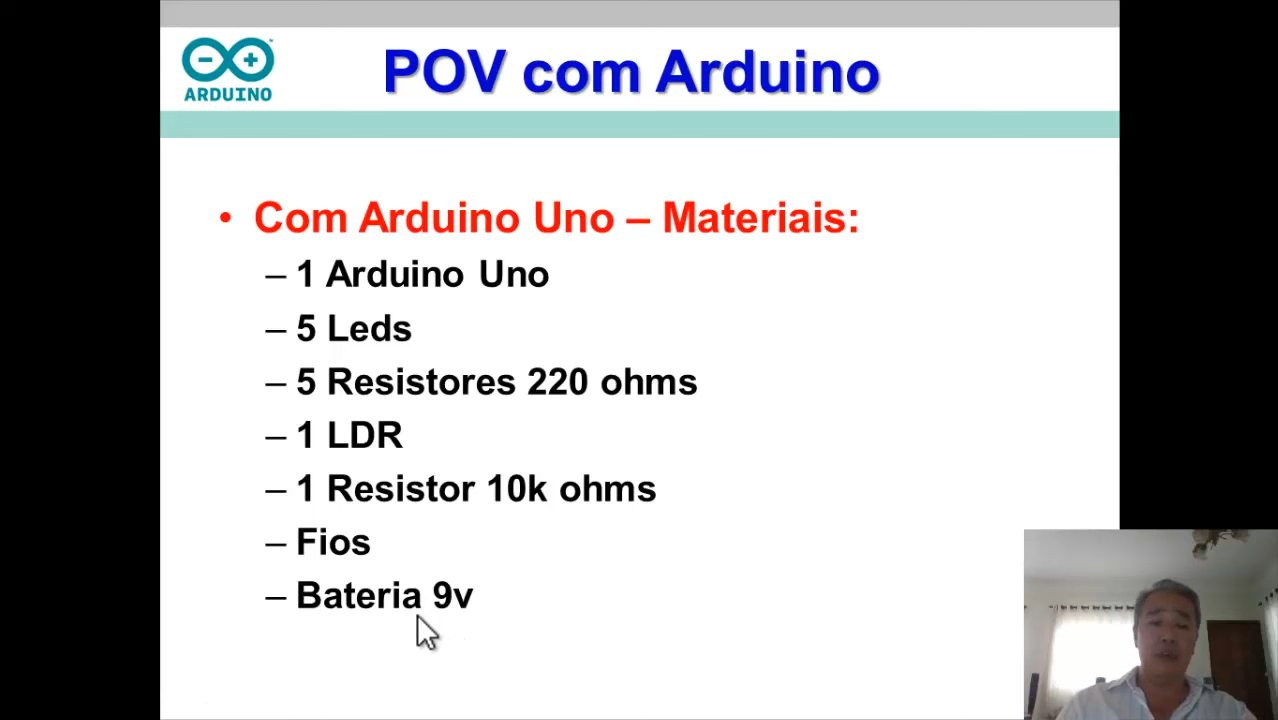 ARDUINO
POV com Arduino
• Com Arduino Uno – Materiais:
– 1 Arduino Uno
– 5 Leds
– 5 Resistores 220 ohms
– 1 LDR
– 1 Resistor 10k ohms
– Fios
– Bateria 9v